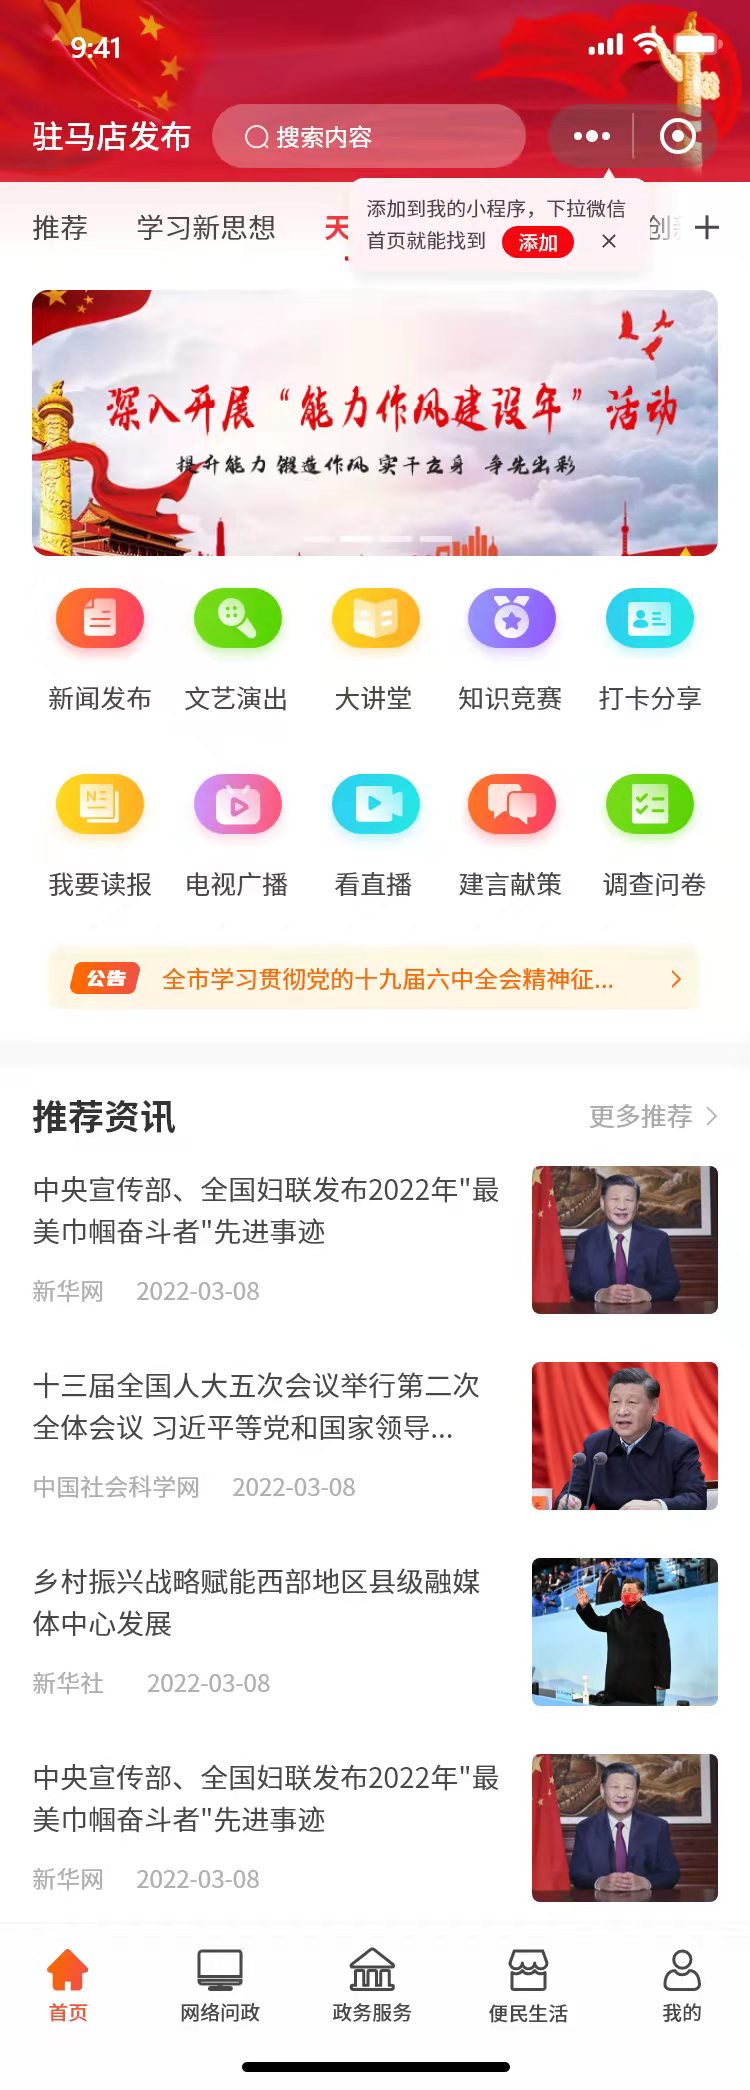 9:41
驻马店发布
搜索内容
添加到我的小程序，下拉微信
首页就能找到 添加
推荐 学习新思想 天 创新
深入开展“能力作风建设年”活动
提升能力 锻造作风 实干立身 争先出彩
新闻发布 文艺演出 大讲堂 知识竞赛 打卡分享
我要读报 电视广播 看直播 建言献策 调查问卷
公告 全市学习贯彻党的十九届六中全会精神征...
推荐资讯 更多推荐
中央宣传部、全国妇联发布2022年"最
美巾帼奋斗者"先进事迹
新华网 2022-03-08
十三届全国人大五次会议举行第二次
全体会议 习近平等党和国家领导...
中国社会科学网 2022-03-08
乡村振兴战略赋能西部地区县级融媒
体中心发展
新华社 2022-03-08
中央宣传部、全国妇联发布2022年"最
美巾帼奋斗者"先进事迹
新华网 2022-03-08
首页 网络问政 政务服务 便民生活 我的